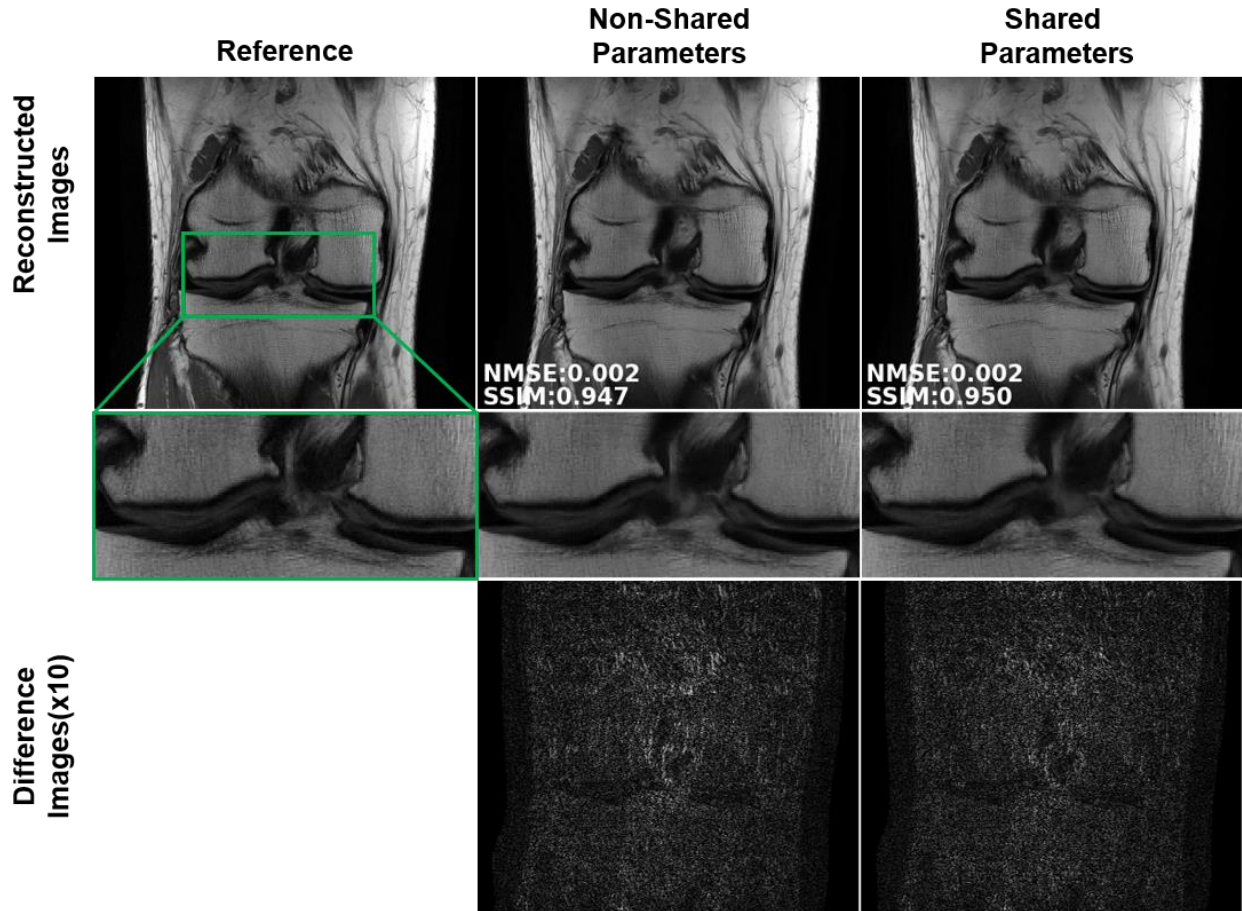 Reference
Non-Shared
Parameters
Shared
Parameters
Reconstructed
Images
NMSE:0.002
SSIM:0.947
NMSE:0.002
SSIM:0.950
Difference
Images(x10)